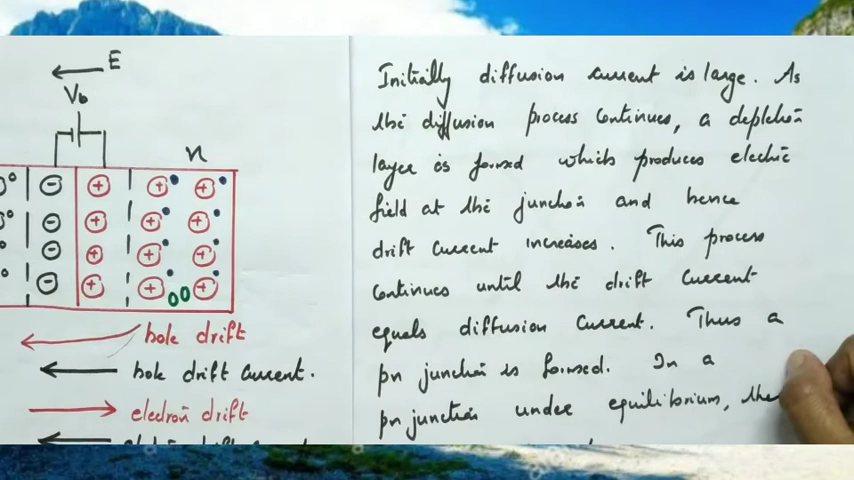 E
Vb
n
hole drift
hole drift current.
electron drift
Initially diffusion current is large. As
the diffusion process continues, a depletion
layer is formed which produces electric
field at the junction and hence
drift current increases. This process
continues until the drift current
equals diffusion current. Thus a
pn junction is formed. In a
pn junction under equilibrium, the